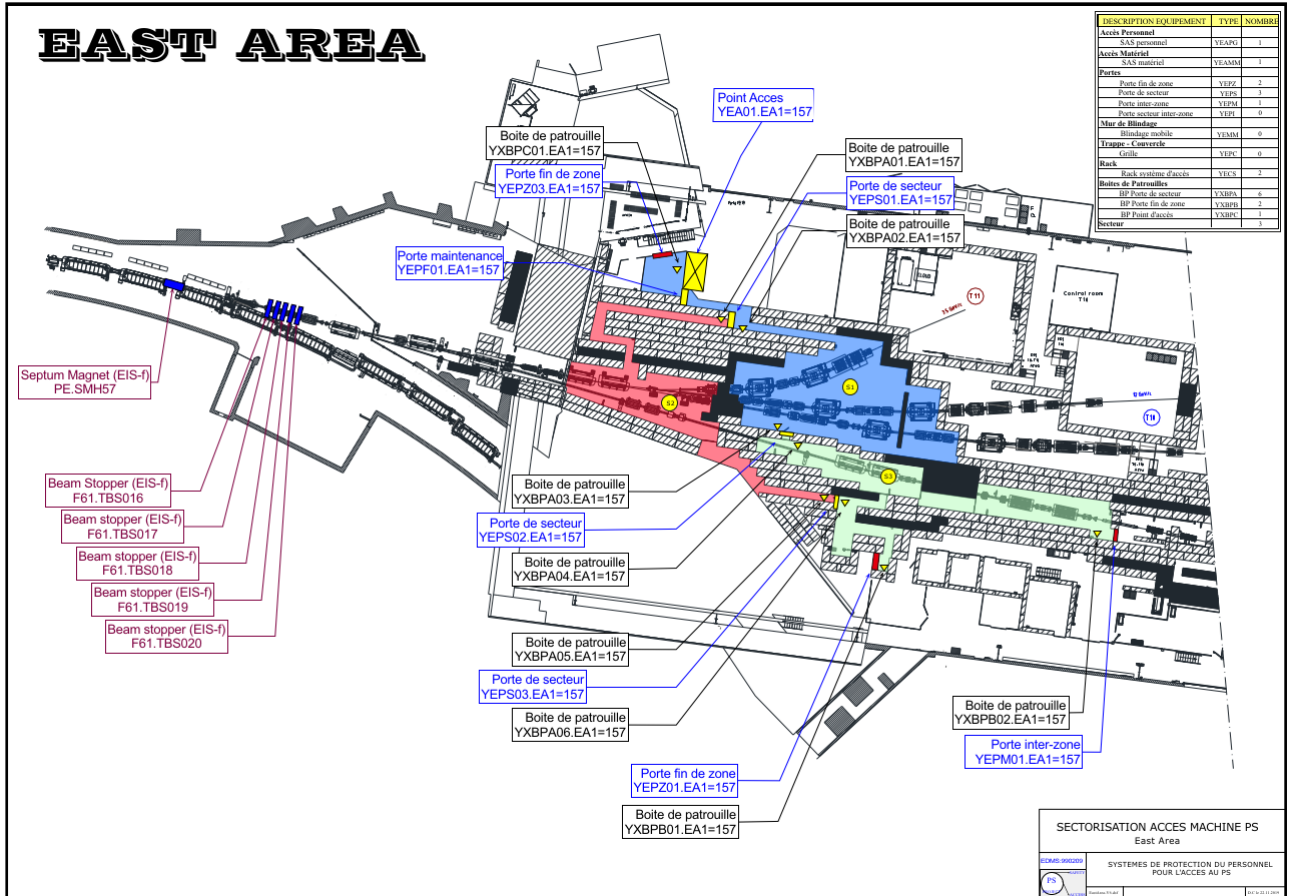 EAST AREA
DESCRIPTION EQUIPEMENT TYPE NOMBRE
Accès Personnel
SAS personnel YEAPG 1
Accès Matériel
SAS matériel YEAMM 1
Portes
Porte fin de zone YEPZ 2
Porte de secteur YEPS 3
Porte inter-zone YEPM 1
Porte secteur inter-zone YEPI 0
Mur de Blindage
Blindage mobile YEMM 0
Trappe - Couvercle
Grille YEPC 0
Rack
Rack système d'accès YECS 2
Boites de Patrouilles
BP Porte de secteur YXBPA 6
BP Porte fin de zone YXBPB 2
BP Point d'accès YXBPC 1
Secteur 3
Point Acces
YEA01.EA1=157
Boite de patrouille
YXBPC01.EA1=157
Porte fin de zone
YEPZ03.EA1=157
Boite de patrouille
YXBPA01.EA1=157
Porte de secteur
YEPS01.EA1=157
Boite de patrouille
YXBPA02.EA1=157
Porte maintenance
YEPF01.EA1=157
T11
Control room
T10
S1
S2
T10
S3
Septum Magnet (EIS-f)
PE.SMH57
Beam Stopper (EIS-f)
F61.TBS016
Beam stopper (EIS-f)
F61.TBS017
Beam stopper (EIS-f)
F61.TBS018
Beam stopper (EIS-f)
F61.TBS019
Beam stopper (EIS-f)
F61.TBS020
Boite de patrouille
YXBPA03.EA1=157
Porte de secteur
YEPS02.EA1=157
Boite de patrouille
YXBPA04.EA1=157
Boite de patrouille
YXBPA05.EA1=157
Porte de secteur
YEPS03.EA1=157
Boite de patrouille
YXBPA06.EA1=157
Boite de patrouille
YXBPB02.EA1=157
Porte inter-zone
YEPM01.EA1=157
Porte fin de zone
YEPZ01.EA1=157
Boite de patrouille
YXBPB01.EA1=157
SECTORISATION ACCES MACHINE PS
East Area
EDMS:990209
SYSTEMES DE PROTECTION DU PERSONNEL
POUR L'ACCES AU PS
PS